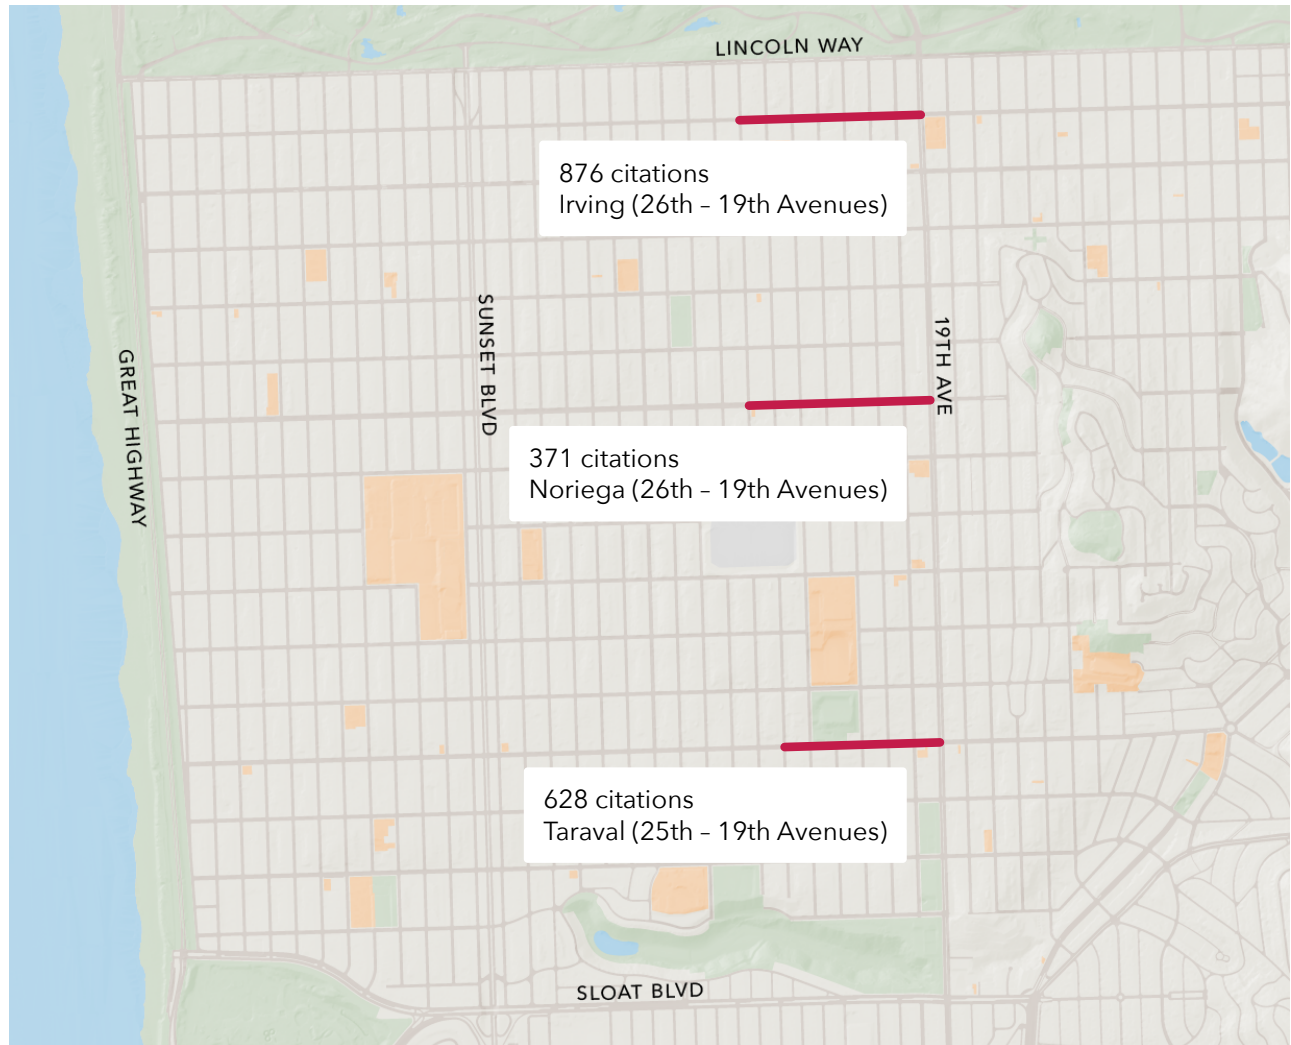 LINCOLN WAY
876 citations
Irving (26th – 19th Avenues)
SUNSET BLVD
19TH AVE
GREAT HIGHWAY
371 citations
Noriega (26th – 19th Avenues)
628 citations
Taraval (25th – 19th Avenues)
SLOAT BLVD